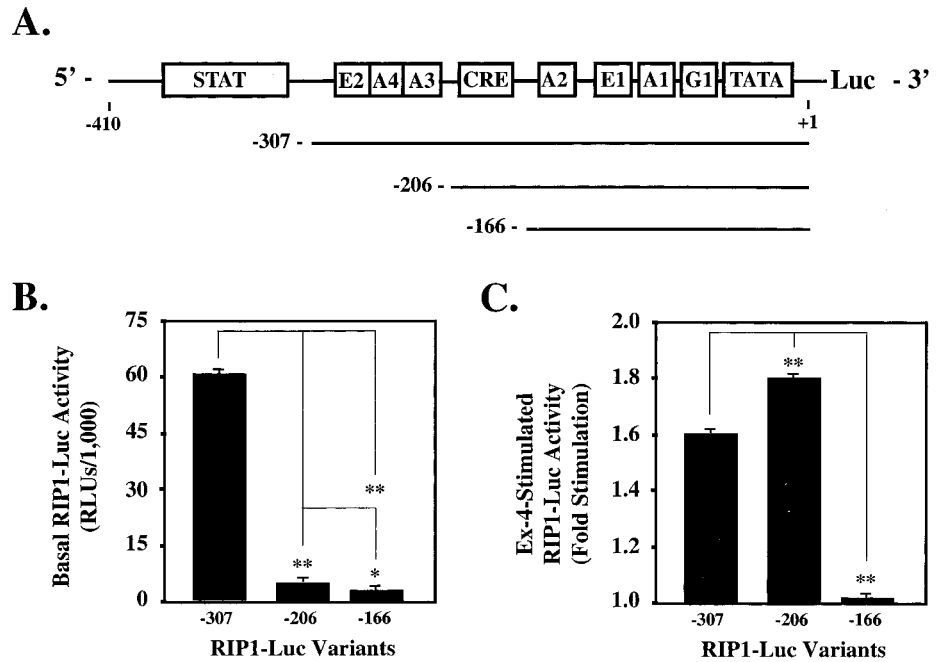 A.
5' - STAT E2 A4 A3 CRE A2 E1 A1 G1 TATA Luc - 3'
-410 +1
-307 -
-206 -
-166 -
B.
Basal RIP1-Luc Activity
(RLUs/1,000)
75
60
45
30
15
0
**
**
*
-307 -206 -166
RIP1-Luc Variants
C.
Ex-4-Stimulated
RIP1-Luc Activity
(Fold Stimulation)
2.0
1.8
1.6
1.4
1.2
1.0
**
**
-307 -206 -166
RIP1-Luc Variants